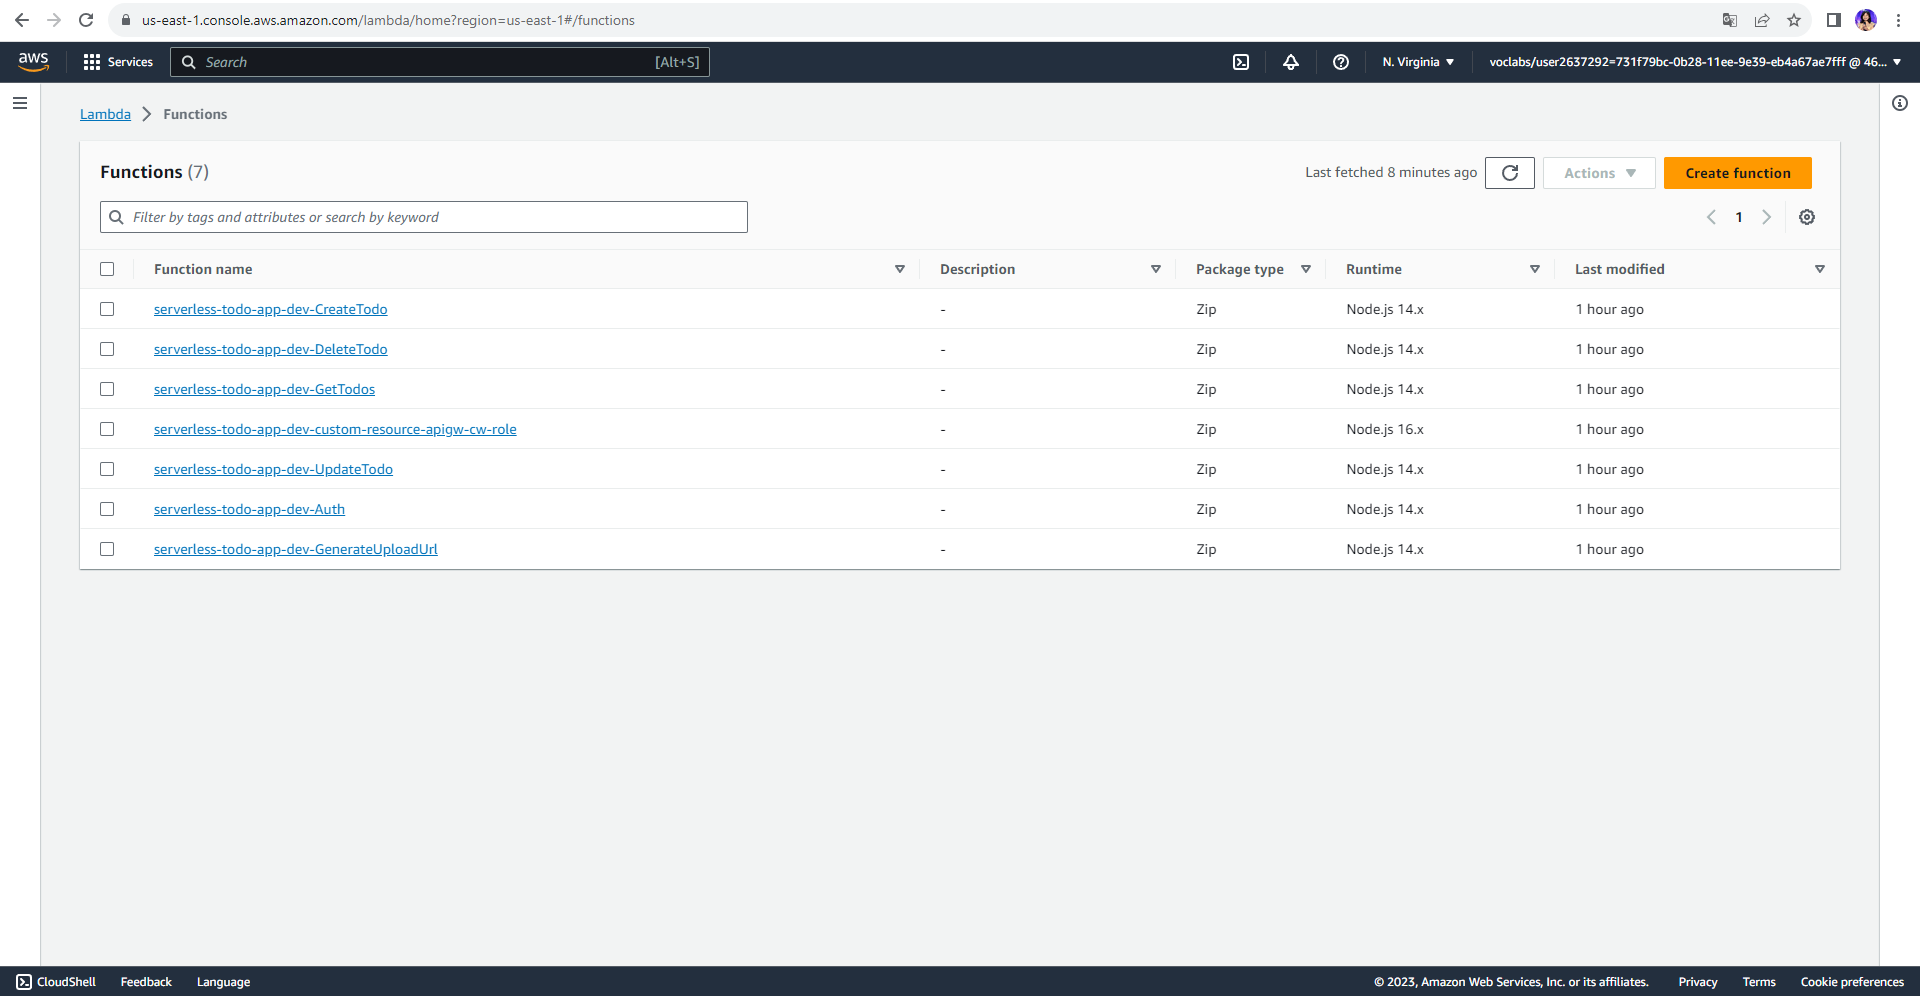 us-east-1.console.aws.amazon.com/lambda/home?region=us-east-1#/functions
aws Services Search [Alt+S] N. Virginia voclabs/user2637292=731f79bc-0b28-11ee-9e39-eb4a67ae7fff @ 46...
Lambda Functions
Functions (7) Last fetched 8 minutes ago Actions Create function
Filter by tags and attributes or search by keyword 1
Function name Description Package type Runtime Last modified
serverless-todo-app-dev-CreateTodo - Zip Node.js 14.x 1 hour ago
serverless-todo-app-dev-DeleteTodo - Zip Node.js 14.x 1 hour ago
serverless-todo-app-dev-GetTodos - Zip Node.js 14.x 1 hour ago
serverless-todo-app-dev-custom-resource-apigw-cw-role - Zip Node.js 16.x 1 hour ago
serverless-todo-app-dev-UpdateTodo - Zip Node.js 14.x 1 hour ago
serverless-todo-app-dev-Auth - Zip Node.js 14.x 1 hour ago
serverless-todo-app-dev-GenerateUploadUrl - Zip Node.js 14.x 1 hour ago
CloudShell Feedback Language © 2023, Amazon Web Services, Inc. or its affiliates. Privacy Terms Cookie preferences